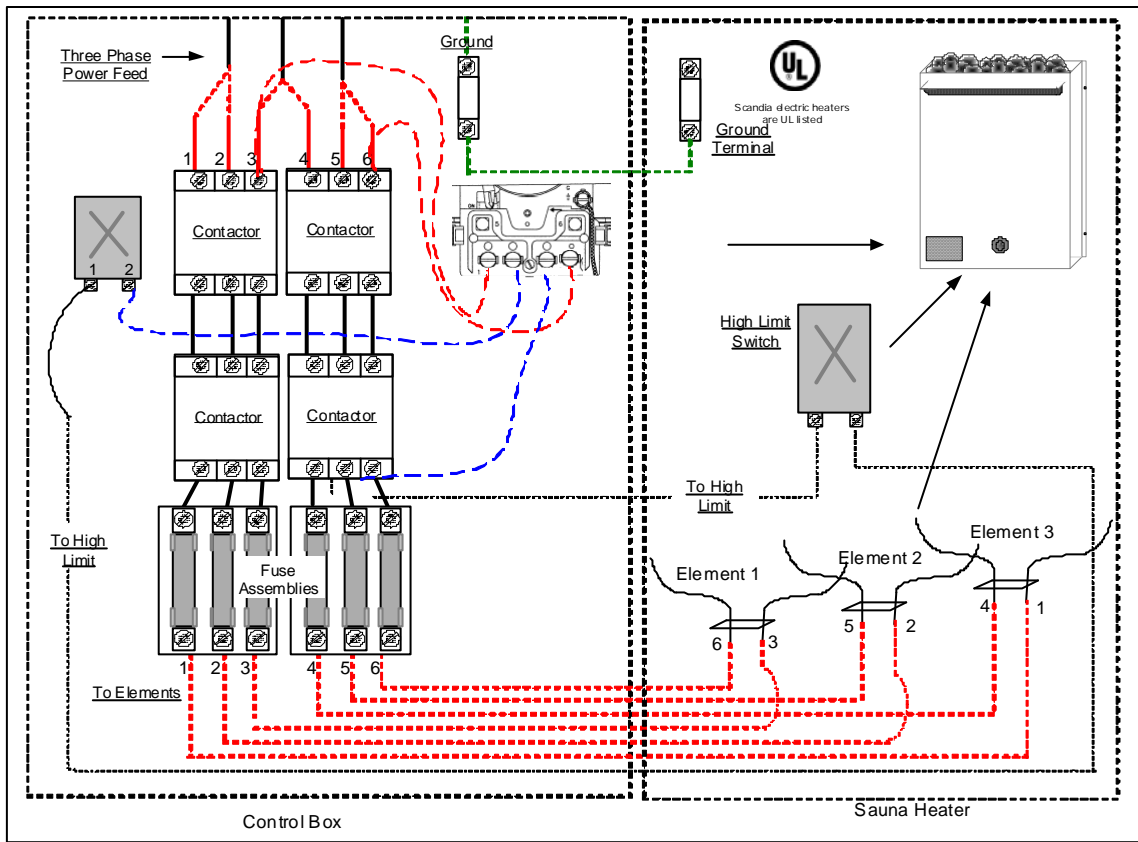 Three Phase
Power Feed
Ground
UL
Scandia electric heaters
are UL listed
Ground
Terminal
1 2 3 4 5 6
Contactor
Contactor
1 2
High Limit
Switch
Contactor
Contactor
To High
Limit
To High
Limit
Fuse
Assemblies
Element 1
Element 2
Element 3
6 3
5 2
4 1
1 2 3 4 5 6
To Elements
Control Box
Sauna Heater